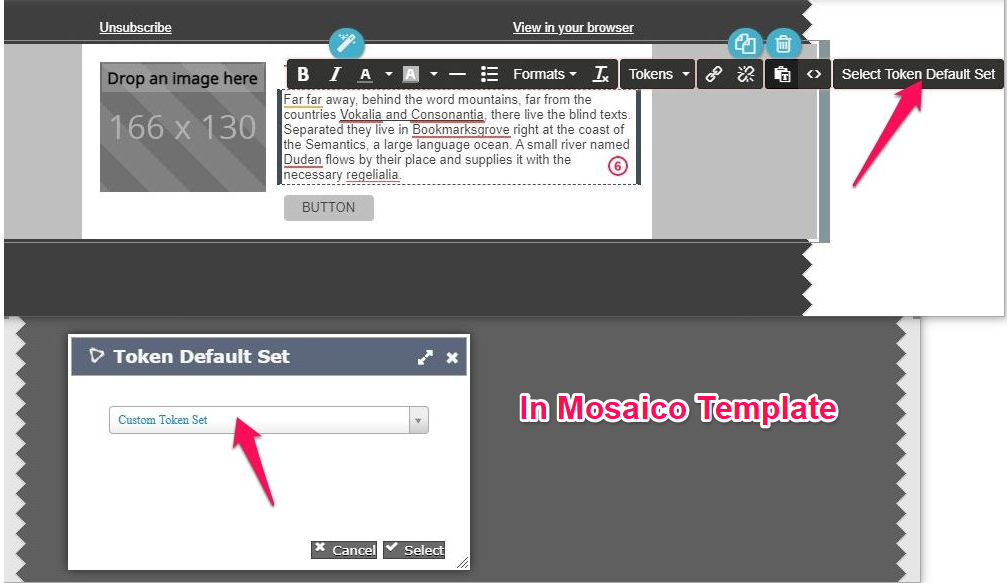 Unsubscribe
View in your browser
Drop an image here
166 x 130
B I A A Formats Tx Tokens <> Select Token Default Set
Far far away, behind the word mountains, far from the
countries Vokalia and Consonantia, there live the blind texts.
Separated they live in Bookmarksgrove right at the coast of
the Semantics, a large language ocean. A small river named
Duden flows by their place and supplies it with the
necessary regelialia.
6
BUTTON
Token Default Set
Custom Token Set
Cancel
Select
In Mosaico Template